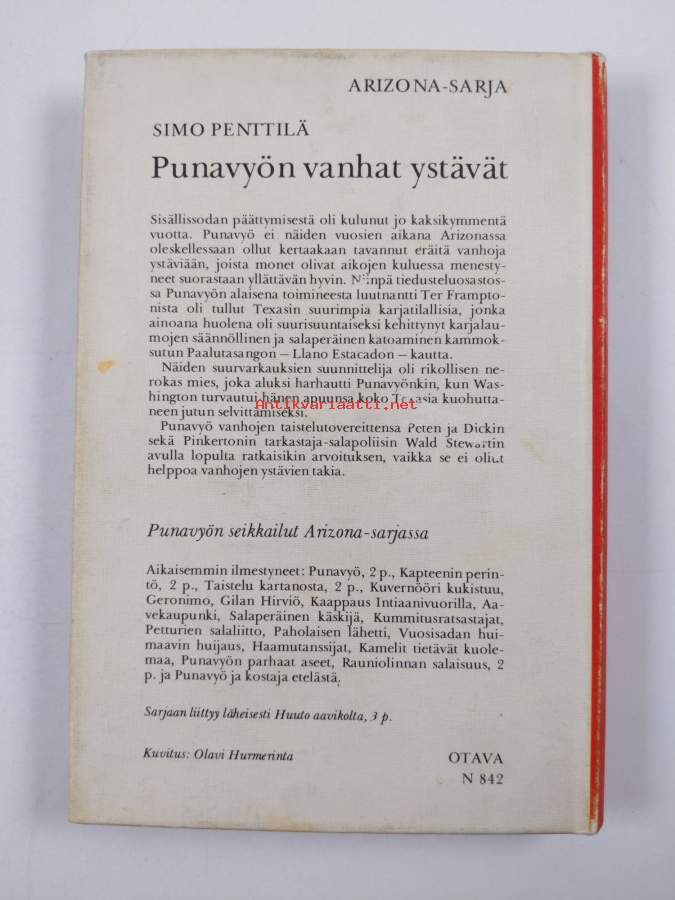 ARIZONA-SARJA
SIMO PENTTILÄ
Punavyön vanhat ystävät
Sisällissodan päättymisestä oli kulunut jo kaksikymmentä
vuotta. Punavyö ei näiden vuosien aikana Arizonassa
oleskellessaan ollut kertaakaan tavannut eräitä vanhoja
ystäviään, joista monet olivat aikojen kuluessa menesty-
neet suorastaan yllättävän hyvin. Niinpä tiedusteluosastos-
sa Punavyön alaisena toimineesta luutnantti Ter Frampto-
nista oli tullut Texasin suurimpia karjatilallisia, jonka
ainoana huolena oli suurisuuntaiseksi kehittynyt karjalau-
mojen säännöllinen ja salaperäinen katoaminen kammok-
sutun Paalutasangon – Llano Estacadon – kautta.
Näiden suurvarkauksien suunnittelija oli rikollisen ne-
rokas mies, joka aluksi harhautti Punavyönkin, kun Was-
hington turvautui hänen apuunsa koko Texasia kuohutta-
Antikvariaatti.net
neen jutun selvittämiseksi.
Punavyö vanhojen taistelutovereittensa Peten ja Dickin
sekä Pinkertonin tarkastaja-salapoliisin Wald Stewartin
avulla lopulta ratkaisikin arvoituksen, vaikka se ei ollut
helppoa vanhojen ystävien takia.
Punavyön seikkailut Arizona-sarjassa
Aikaisemmin ilmestyneet: Punavyö, 2 p., Kapteenin perin-
tö, 2 p., Taistelu kartanosta, 2 p., Kuvernööri kukistuu,
Geronimo, Gilan Hirviö, Kaappaus Intiaanivuorilla, Aa-
vekaupunki, Salaperäinen käskijä, Kummitusratsastajat,
Petturien salaliitto, Paholaisen lähetti, Vuosisadan hui-
maavin huijaus, Haamutanssijat, Kamelit tietävät kuole-
maa, Punavyön parhaat aseet, Rauniolinnan salaisuus, 2
p. ja Punavyö ja kostaja etelästä.
Sarjaan liittyy läheisesti Huuto aavikolta, 3 p.
Kuvitus: Olavi Hurmerinta
OTAVA
N 842